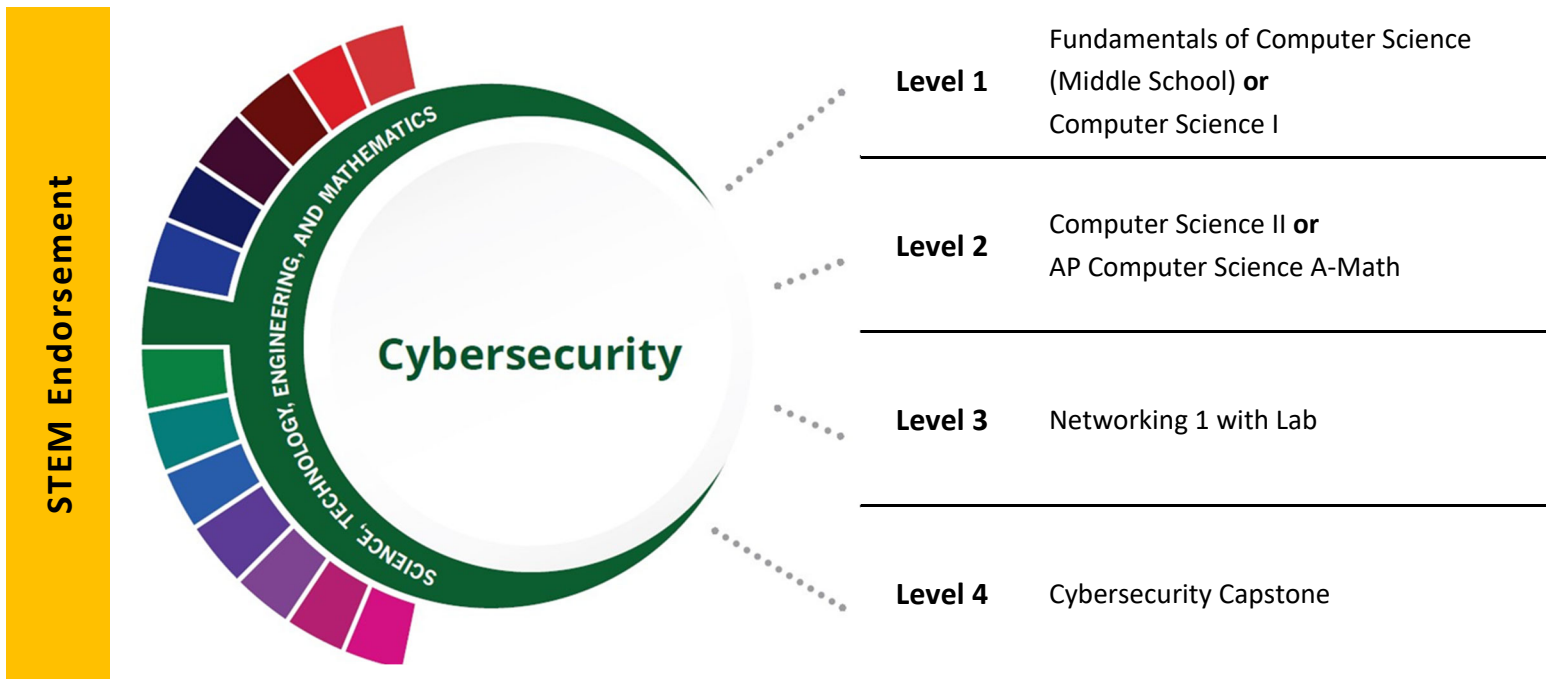 STEM Endorsement
SCIENCE, TECHNOLOGY, ENGINEERING, AND MATHEMATICS
Cybersecurity
Level 1
Fundamentals of Computer Science
(Middle School) or
Computer Science I
Level 2
Computer Science II or
AP Computer Science A-Math
Level 3
Networking 1 with Lab
Level 4
Cybersecurity Capstone